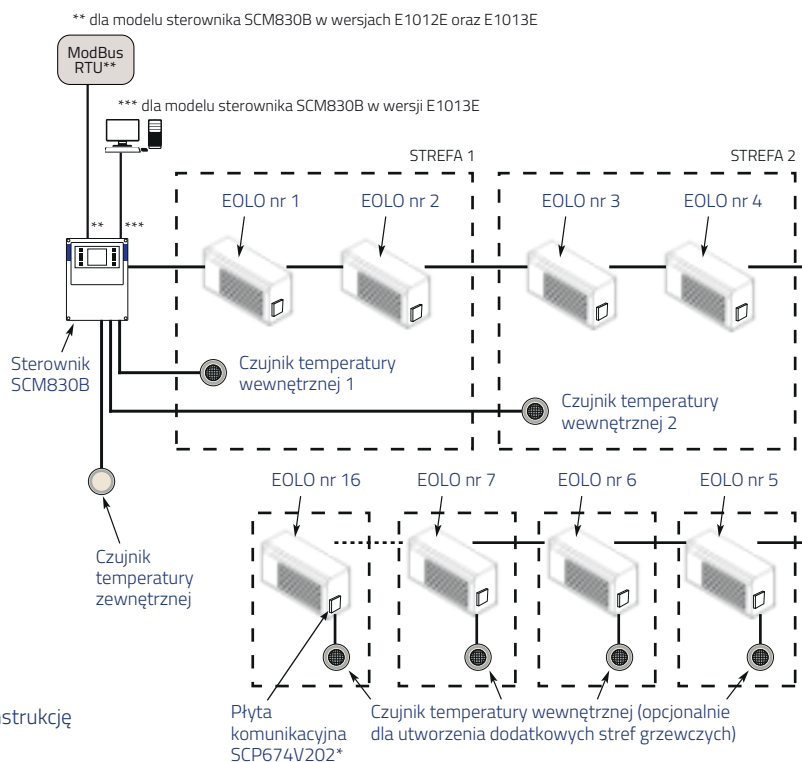 ** dla modelu sterownika SCM830B w wersjach E1012E oraz E1013E
ModBus
RTU**
*** dla modelu sterownika SCM830B w wersji E1013E
STREFA 1
STREFA 2
EOLO nr 1
EOLO nr 2
EOLO nr 3
EOLO nr 4
**
***
Sterownik
SCM830B
Czujnik temperatury
wewnętrznej 1
Czujnik temperatury
wewnętrznej 2
EOLO nr 16
EOLO nr 7
EOLO nr 6
EOLO nr 5
Czujnik
temperatury
zewnętrznej
Płyta
komunikacyjna
SCP674V202*
Czujnik temperatury wewnętrznej (opcjonalnie
dla utworzenia dodatkowych stref grzewczych)
strukcję